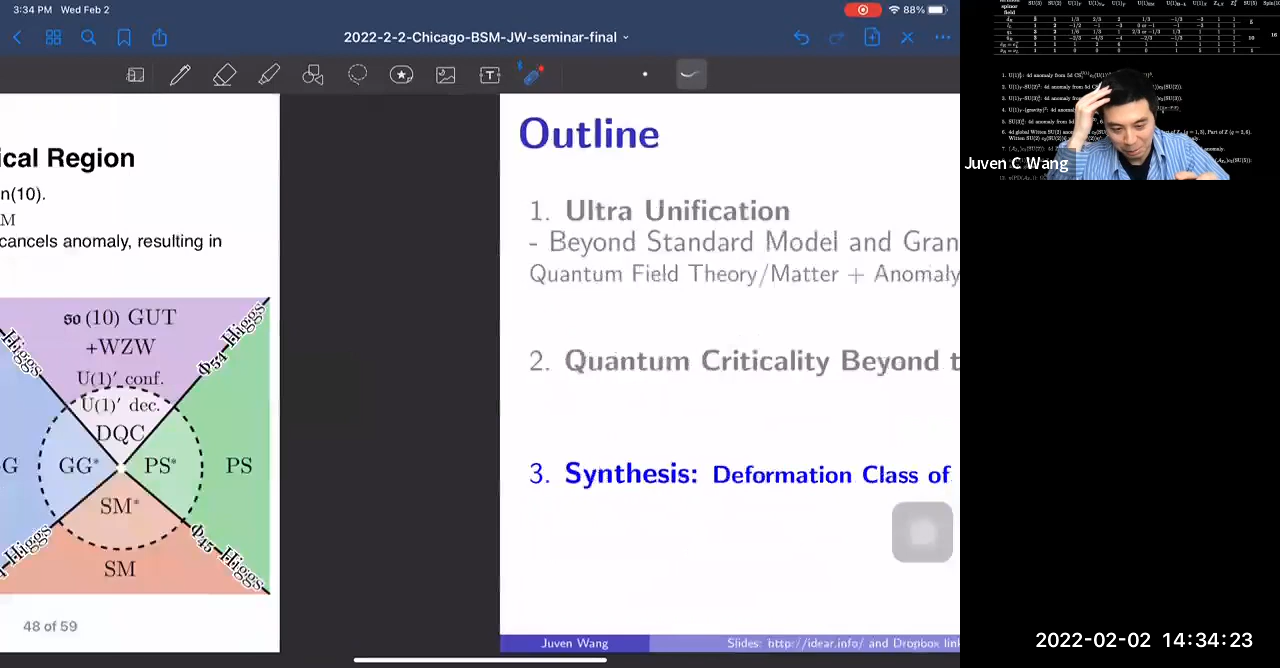 3:34 PM Wed Feb 2
88%
2022-2-2-Chicago-BSM-JW-seminar-final
ical Region
n(10).
M
cancels anomaly, resulting in
so(10) GUT
+WZW
U(1)′ conf.
U(1)′ dec.
DQC
Higgs
Φ54-Higgs
G
GG*
PS*
PS
SM*
Higgs
Φ45-Higgs
SM
48 of 59
Outline
1. Ultra Unification
- Beyond Standard Model and Gran
Quantum Field Theory/Matter + Anomaly
2. Quantum Criticality Beyond t
3. Synthesis: Deformation Class of
Juven Wang
Slides: http://idear.info/ and Dropbox link
Juven C Wang
2022-02-02 14:34:23